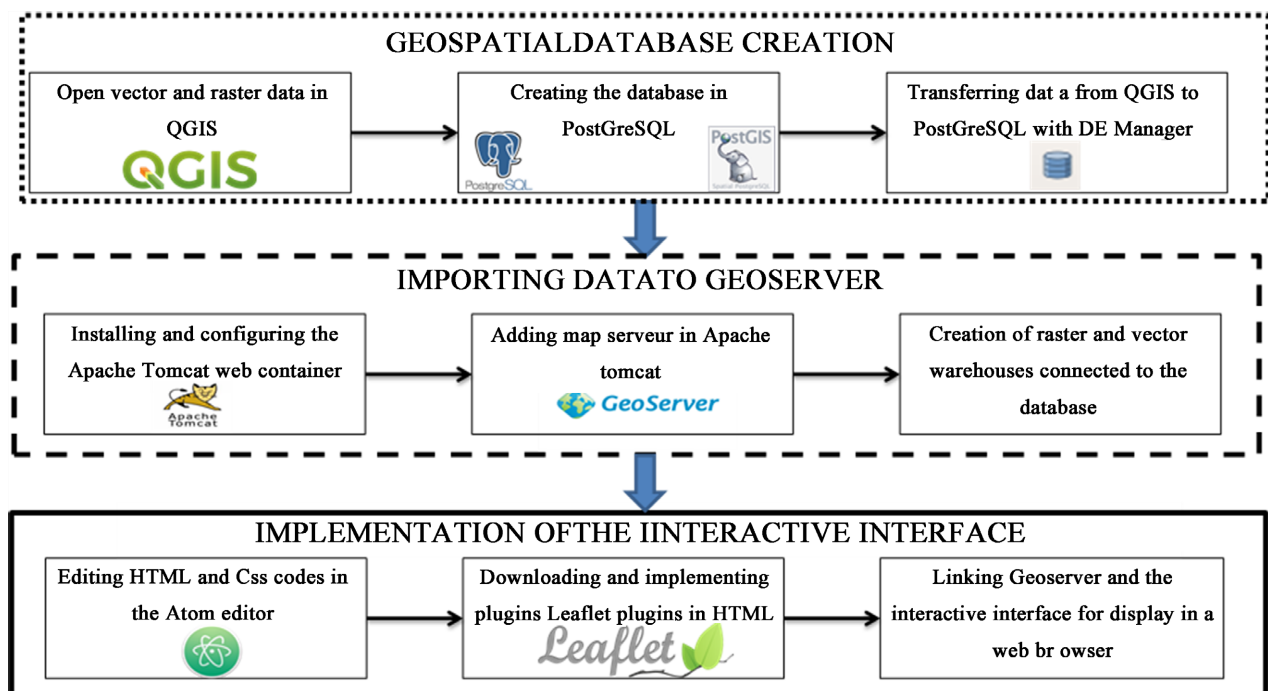 GEOSPATIALDATABASE CREATION
Open vector and raster data in
QGIS
QGIS
Creating the database in
PostGreSQL
PostgreSQL
PostGIS
Spatial PostgreSQL
Transferring dat a from QGIS to
PostGreSQL with DE Manager
IMPORTING DATATO GEOSERVER
Installing and configuring the
Apache Tomcat web container
Apache
Tomcat
Adding map serveur in Apache
tomcat
GeoServer
Creation of raster and vector
warehouses connected to the
database
IMPLEMENTATION OFTHE IINTERACTIVE INTERFACE
Editing HTML and Css codes in
the Atom editor
Downloading and implementing
plugins Leaflet plugins in HTML
Leaflet
Linking Geoserver and the
interactive interface for display in a
web br owser